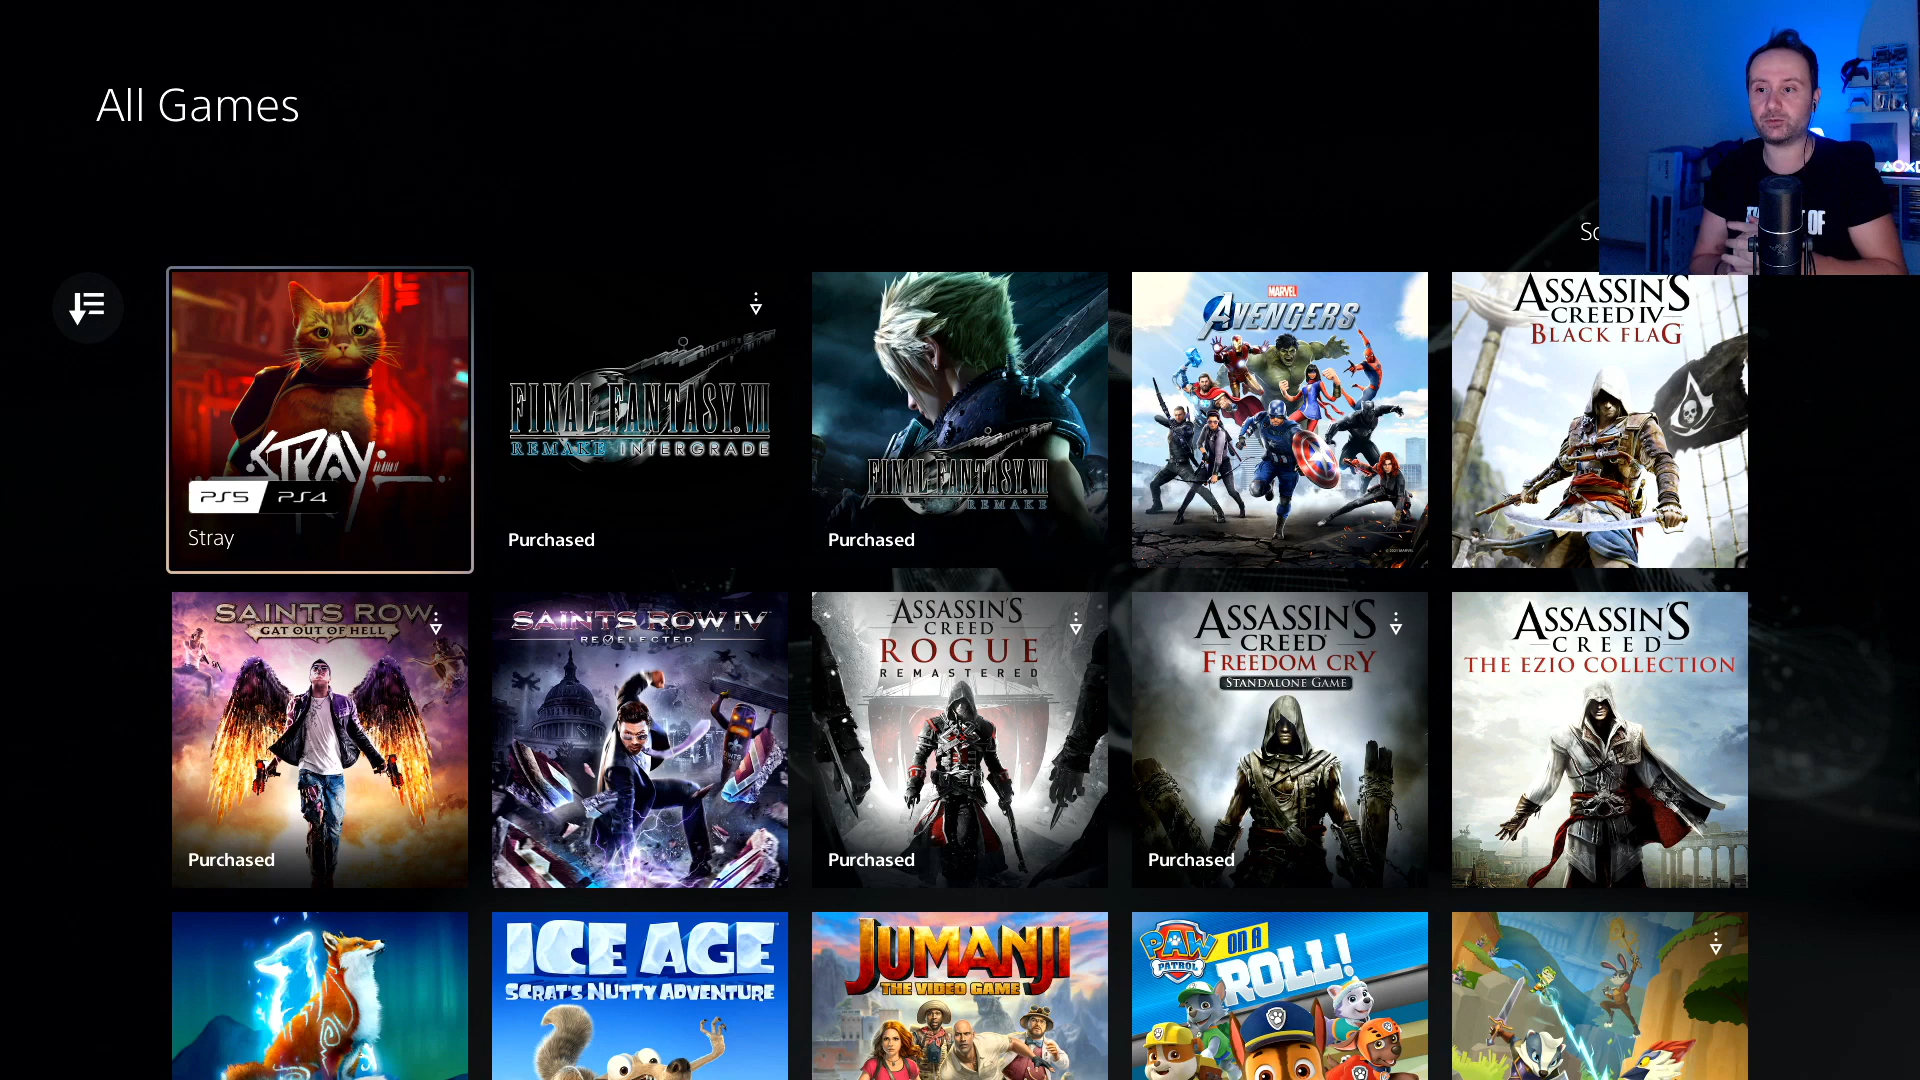 All Games
So
STRAY
PS5 PS4
Stray
FINAL FANTASY VII
REMAKE INTERGRADE
Purchased
FINAL FANTASY VII
REMAKE
Purchased
MARVEL
AVENGERS
ASSASSIN'S
CREED IV
BLACK FLAG
SAINTS ROW
GAT OUT OF HELL
Purchased
SAINTS ROW IV
RE-ELECTED
ASSASSIN'S
CREED
ROGUE
REMASTERED
Purchased
ASSASSIN'S
CREED
FREEDOM CRY
STANDALONE GAME
Purchased
ASSASSIN'S
CREED
THE EZIO COLLECTION
ICE AGE
SCRAT'S NUTTY ADVENTURE
JUMANJI
THE VIDEO GAME
PAW
PATROL
ON A
ROLL!